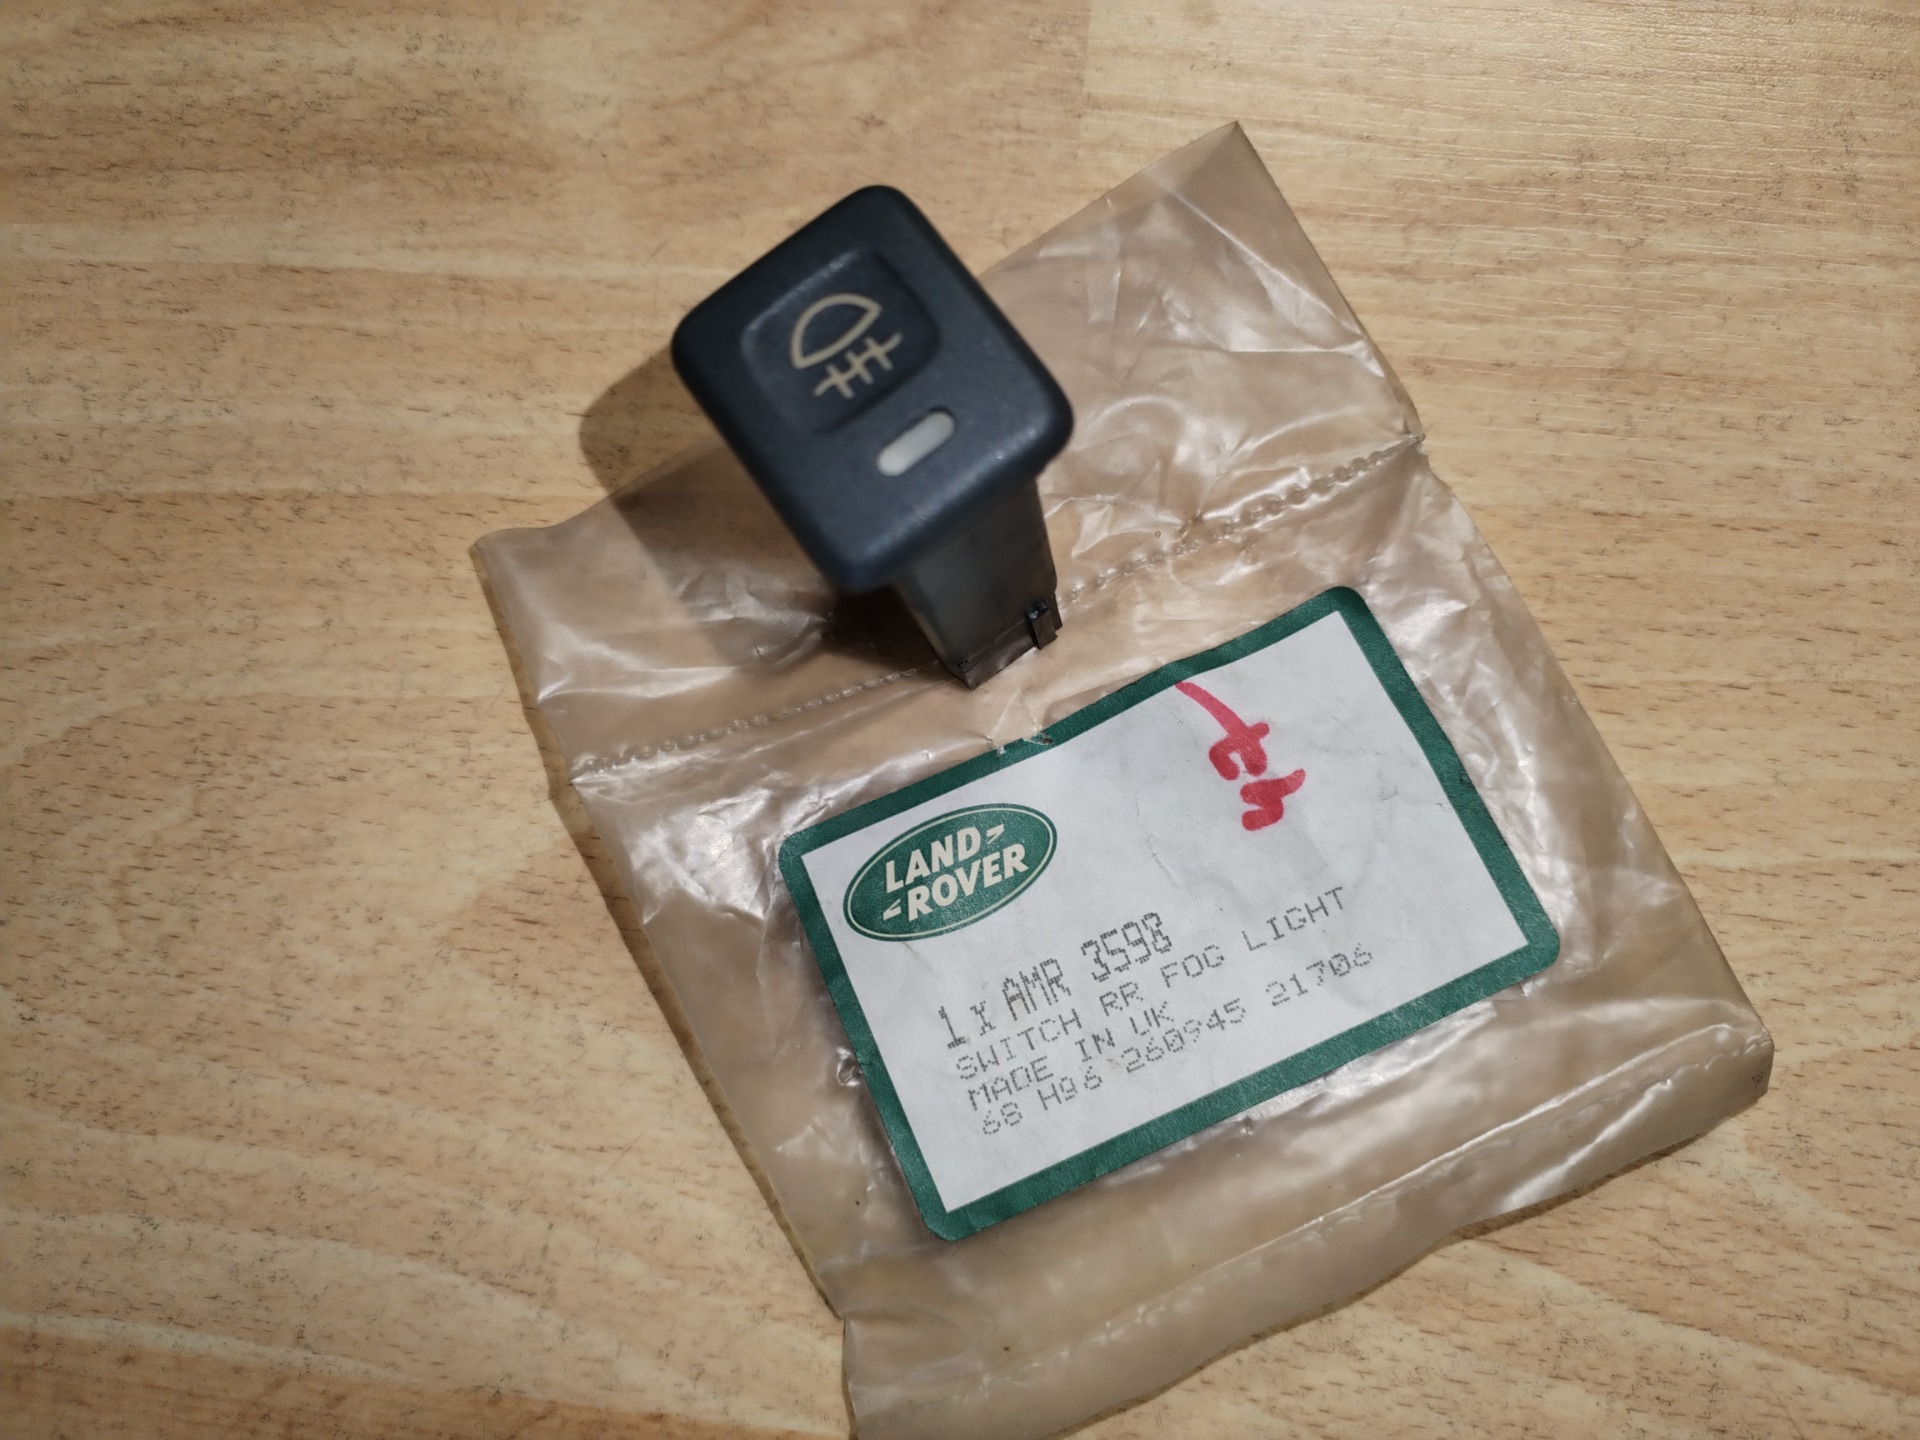 LAND
ROVER
1 x AMR 3598
SWITCH RR FOG LIGHT
MADE IN UK
68 H96 260945 21706